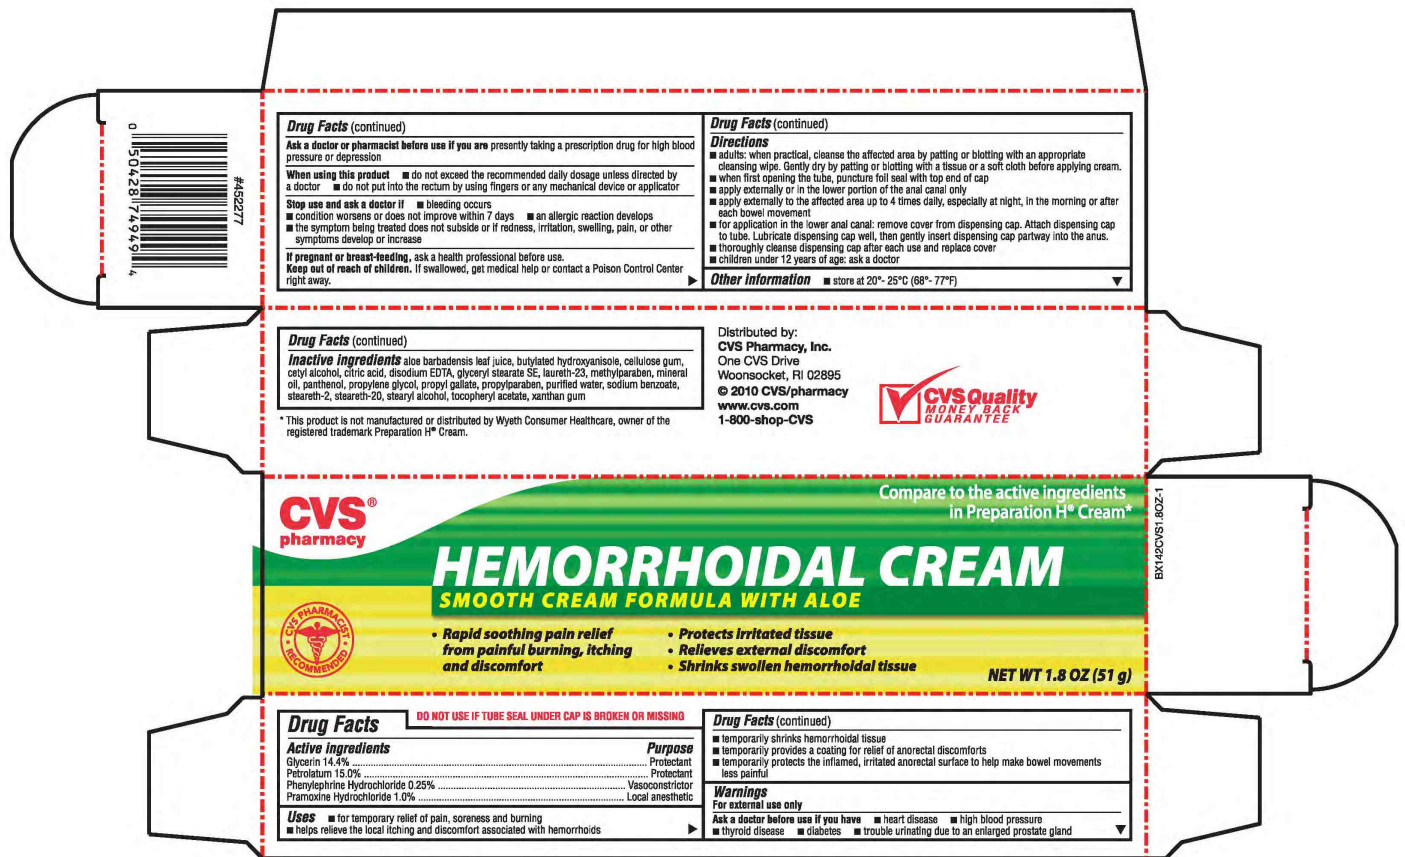 #452277
0 50428 74949 4
Drug Facts (continued)
Ask a doctor or pharmacist before use if you are presently taking a prescription drug for high blood
pressure or depression
When using this product ■ do not exceed the recommended daily dosage unless directed by
a doctor ■ do not put into the rectum by using fingers or any mechanical device or applicator
Stop use and ask a doctor if ■ bleeding occurs
■ condition worsens or does not improve within 7 days ■ an allergic reaction develops
■ the symptom being treated does not subside or if redness, irritation, swelling, pain, or other
symptoms develop or increase
If pregnant or breast-feeding, ask a health professional before use.
Keep out of reach of children. If swallowed, get medical help or contact a Poison Control Center
right away.
Drug Facts (continued)
Directions
■ adults: when practical, cleanse the affected area by patting or blotting with an appropriate
cleansing wipe. Gently dry by patting or blotting with a tissue or a soft cloth before applying cream.
■ when first opening the tube, puncture foil seal with top end of cap
■ apply externally or in the lower portion of the anal canal only
■ apply externally to the affected area up to 4 times daily, especially at night, in the morning or after
each bowel movement
■ for application in the lower anal canal: remove cover from dispensing cap. Attach dispensing cap
to tube. Lubricate dispensing cap well, then gently insert dispensing cap partway into the anus.
■ thoroughly cleanse dispensing cap after each use and replace cover
■ children under 12 years of age: ask a doctor
Other information ■ store at 20°- 25°C (68°- 77°F)
Drug Facts (continued)
Inactive ingredients aloe barbadensis leaf juice, butylated hydroxyanisole, cellulose gum,
cetyl alcohol, citric acid, disodium EDTA, glyceryl stearate SE, laureth-23, methylparaben, mineral
oil, panthenol, propylene glycol, propyl gallate, propylparaben, purified water, sodium benzoate,
steareth-2, steareth-20, stearyl alcohol, tocopheryl acetate, xanthan gum
* This product is not manufactured or distributed by Wyeth Consumer Healthcare, owner of the
registered trademark Preparation H® Cream.
Distributed by:
CVS Pharmacy, Inc.
One CVS Drive
Woonsocket, RI 02895
© 2010 CVS/pharmacy
www.cvs.com
1-800-shop-CVS
CVS Quality
MONEY BACK
GUARANTEE
CVS®
pharmacy
Compare to the active ingredients
in Preparation H® Cream*
HEMORRHOIDAL CREAM
SMOOTH CREAM FORMULA WITH ALOE
CVS PHARMACIST
RECOMMENDED
• Rapid soothing pain relief
from painful burning, itching
and discomfort
• Protects irritated tissue
• Relieves external discomfort
• Shrinks swollen hemorrhoidal tissue
NET WT 1.8 OZ (51 g)
BX142CVS1.8OZ-1
Drug Facts
DO NOT USE IF TUBE SEAL UNDER CAP IS BROKEN OR MISSING
Active ingredients Purpose
Glycerin 14.4% ... Protectant
Petrolatum 15.0% ... Protectant
Phenylephrine Hydrochloride 0.25% ... Vasoconstrictor
Pramoxine Hydrochloride 1.0% ... Local anesthetic
Uses ■ for temporary relief of pain, soreness and burning
■ helps relieve the local itching and discomfort associated with hemorrhoids
Drug Facts (continued)
■ temporarily shrinks hemorrhoidal tissue
■ temporarily provides a coating for relief of anorectal discomforts
■ temporarily protects the inflamed, irritated anorectal surface to help make bowel movements
less painful
Warnings
For external use only
Ask a doctor before use if you have ■ heart disease ■ high blood pressure
■ thyroid disease ■ diabetes ■ trouble urinating due to an enlarged prostate gland